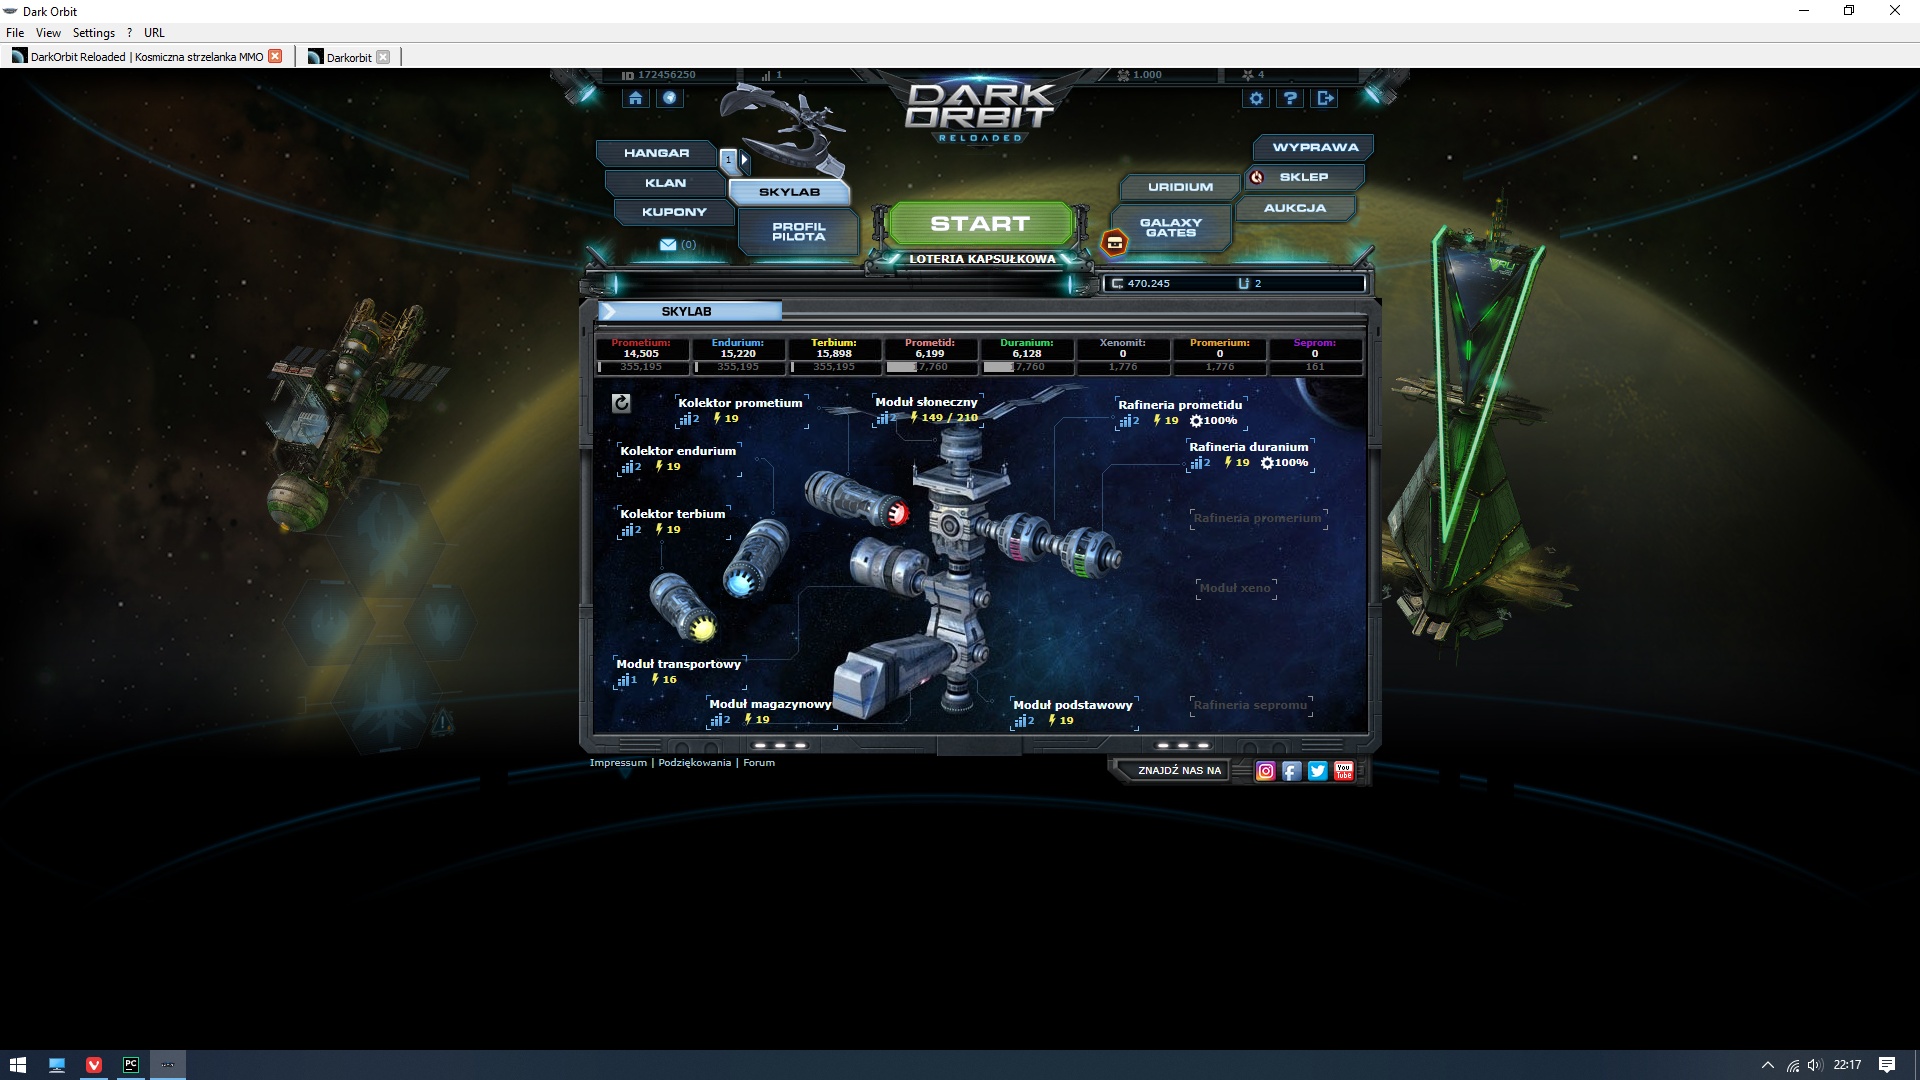 Dark Orbit
File View Settings ? URL
DarkOrbit Reloaded | Kosmiczna strzelanka MMO
Darkorbit
ID 172456250
1
1.000
4
DARK ORBIT
RELOADED
HANGAR
1
KLAN
SKYLAB
KUPONY
PROFIL PILOTA
(0)
START
LOTERIA KAPSUŁKOWA
WYPRAWA
URIDIUM
SKLEP
AUKCJA
GALAXY GATES
470.245
2
SKYLAB
Prometium: Endurium: Terbium: Prometid: Duranium: Xenomit: Promerium: Seprom:
14,505 15,220 15,898 6,199 6,128 0 0 0
355,195 355,195 355,195 17,760 17,760 1,776 1,776 161
Kolektor prometium
2 19
Moduł słoneczny
2 149 / 210
Rafineria prometidu
2 19 100%
Kolektor endurium
2 19
Rafineria duranium
2 19 100%
Kolektor terbium
2 19
Rafineria promerium
Moduł xeno
Moduł transportowy
1 16
Moduł magazynowy
2 19
Moduł podstawowy
2 19
Rafineria sepromu
Impressum | Podziękowania | Forum
ZNAJDŹ NAS NA
You Tube
PC
22:17